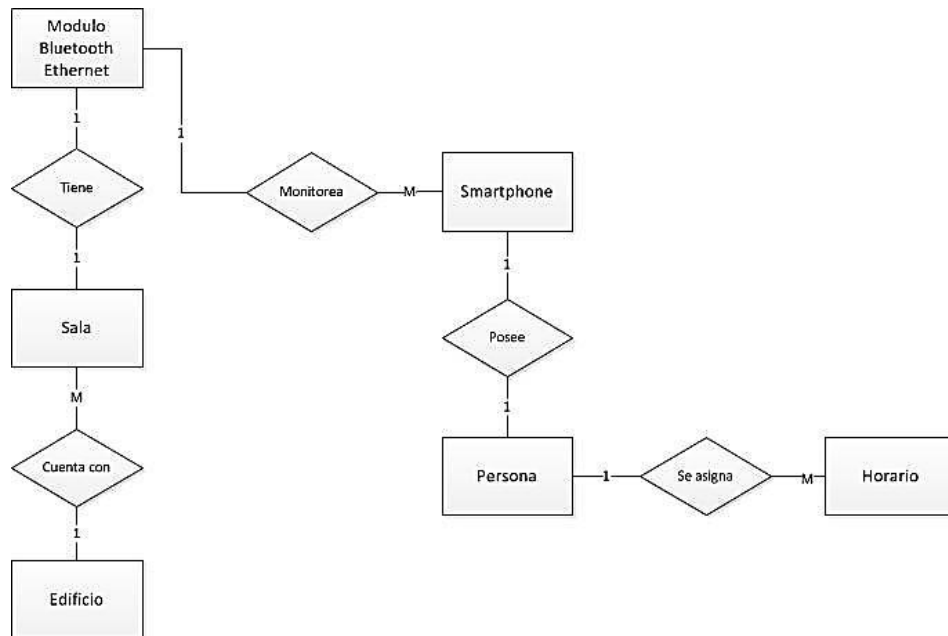 Modulo
Bluetooth
Ethernet
1
1
Tiene
Monitorea
M
Smartphone
1
1
Sala
Posee
M
1
Cuenta con
Persona
1
Se asigna
M
Horario
1
Edificio